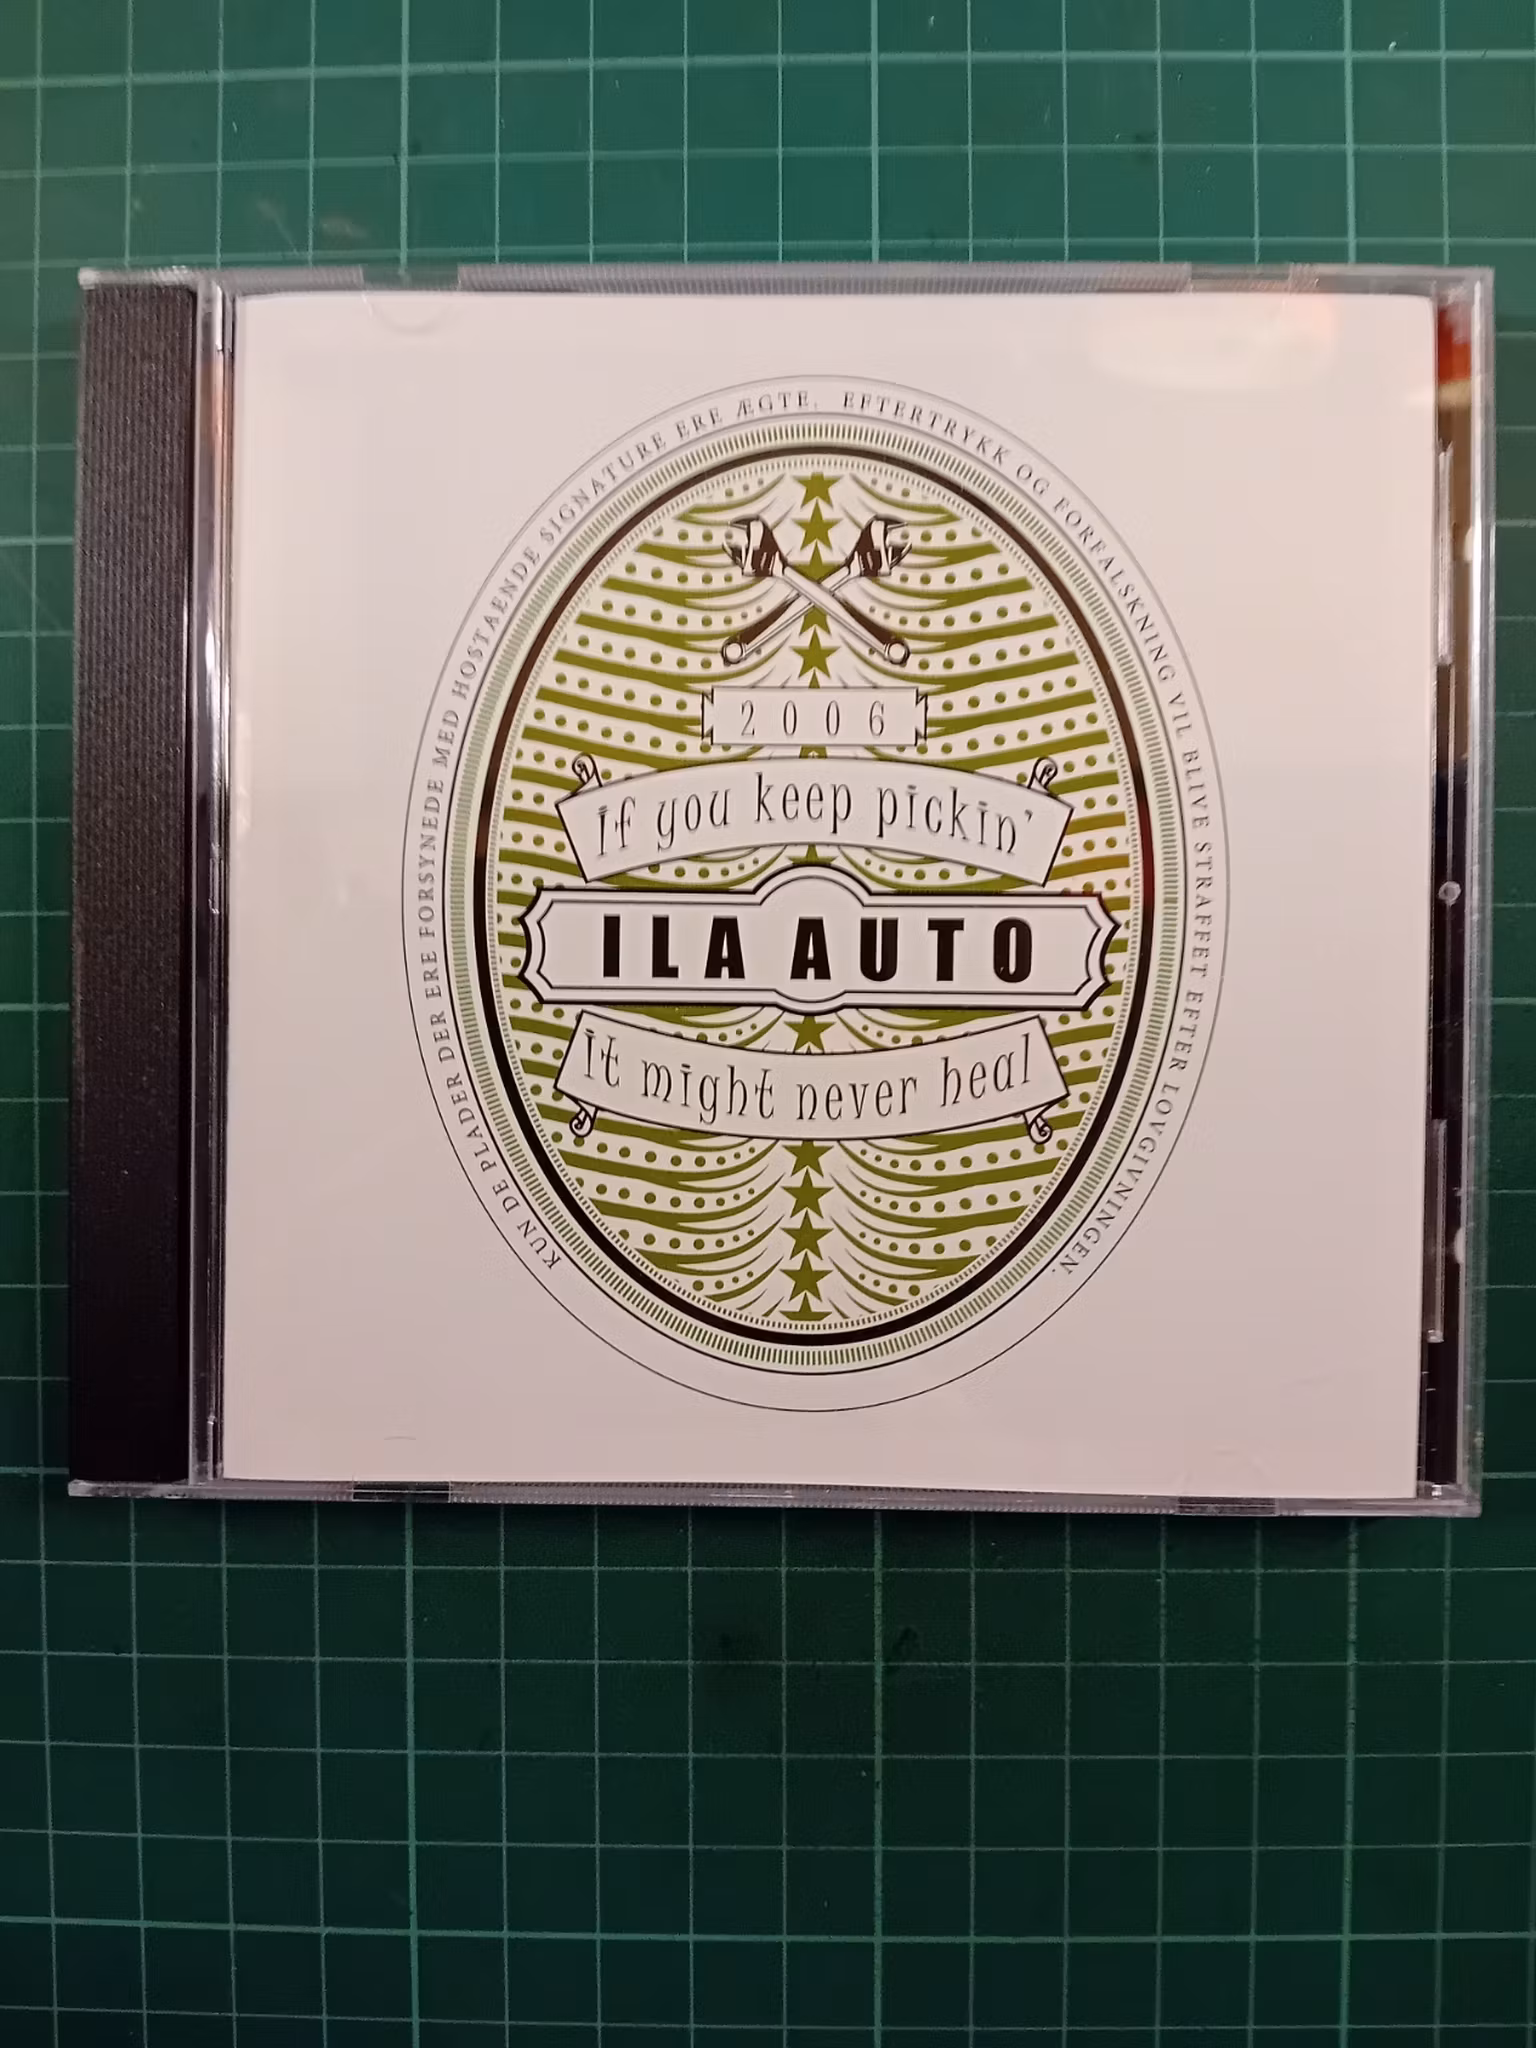 KUN DE PLADER DER ERE FORSYNEDE MED HOSTAENDE SIGNATURE ERE ÆGTE. EFTERTRYKK OG FORFALSKNING VIL BLIVE STRAFFET EFTER LOVGIVNINGEN.
2006
if you keep pickin'
ILA AUTO
it might never heal